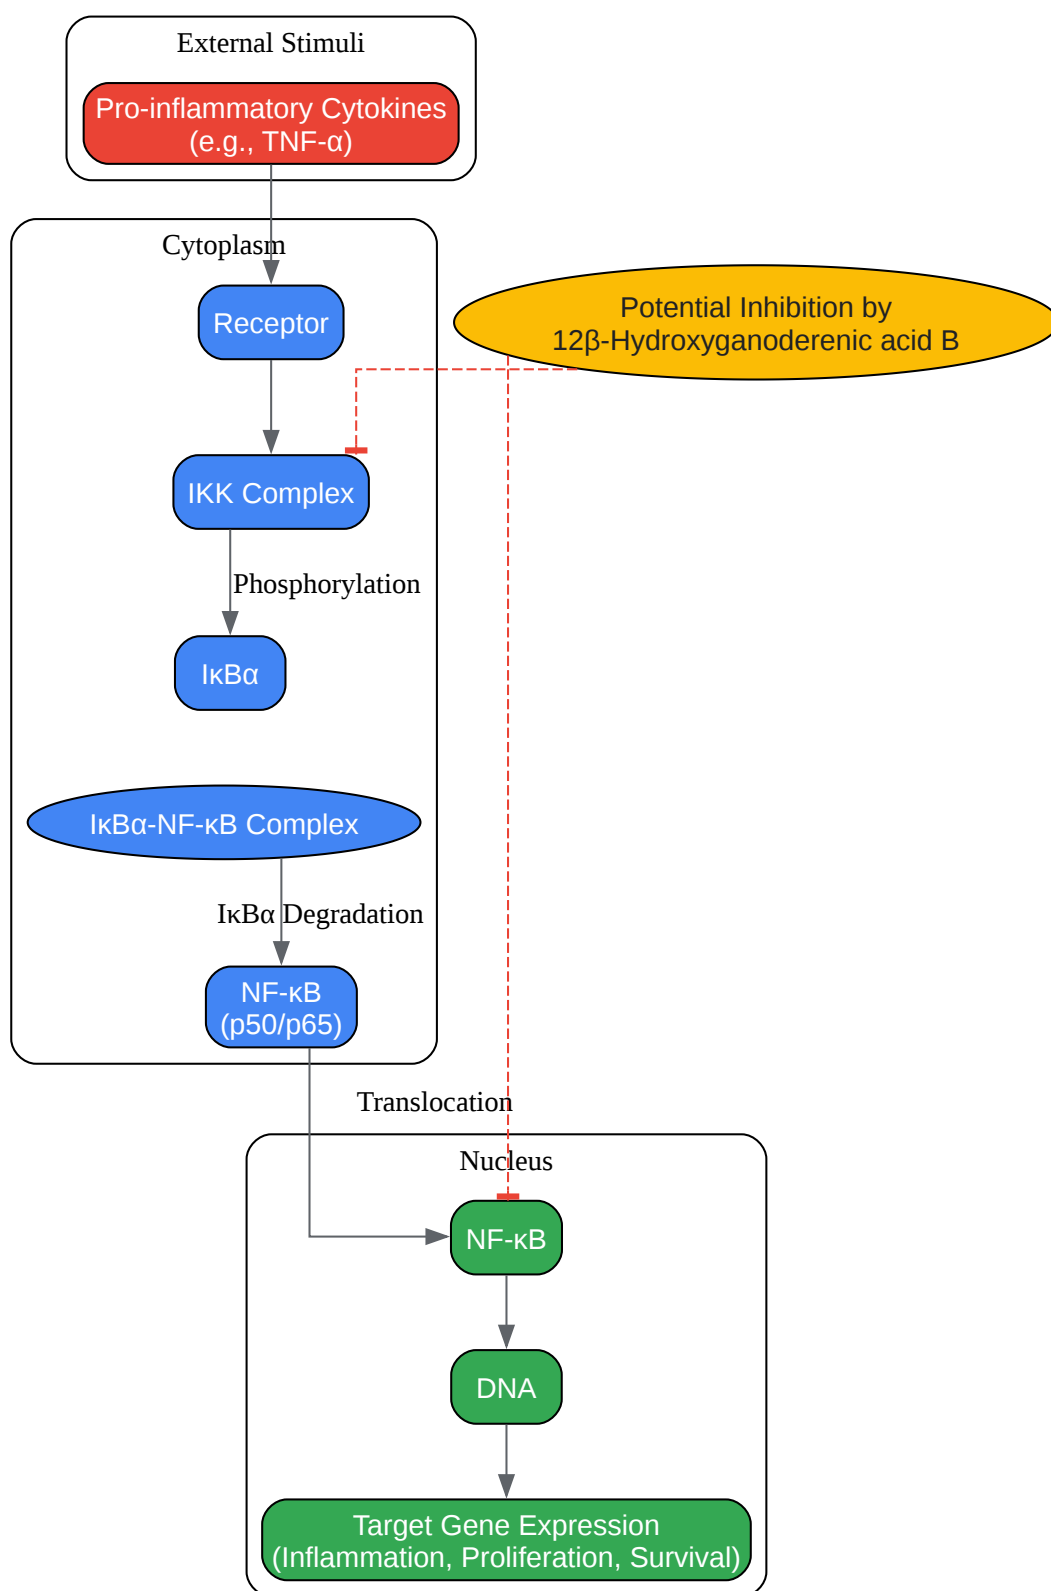 External Stimuli
Pro-inflammatory Cytokines
(e.g., TNF-α)
Cytoplasm
Receptor
Potential Inhibition by
12β-Hydroxyganoderenic acid B
IKK Complex
Phosphorylation
IκBα
IκBα-NF-κB Complex
IκBα Degradation
NF-κB
(p50/p65)
Translocation
Nucleus
NF-κB
DNA
Target Gene Expression
(Inflammation, Proliferation, Survival)